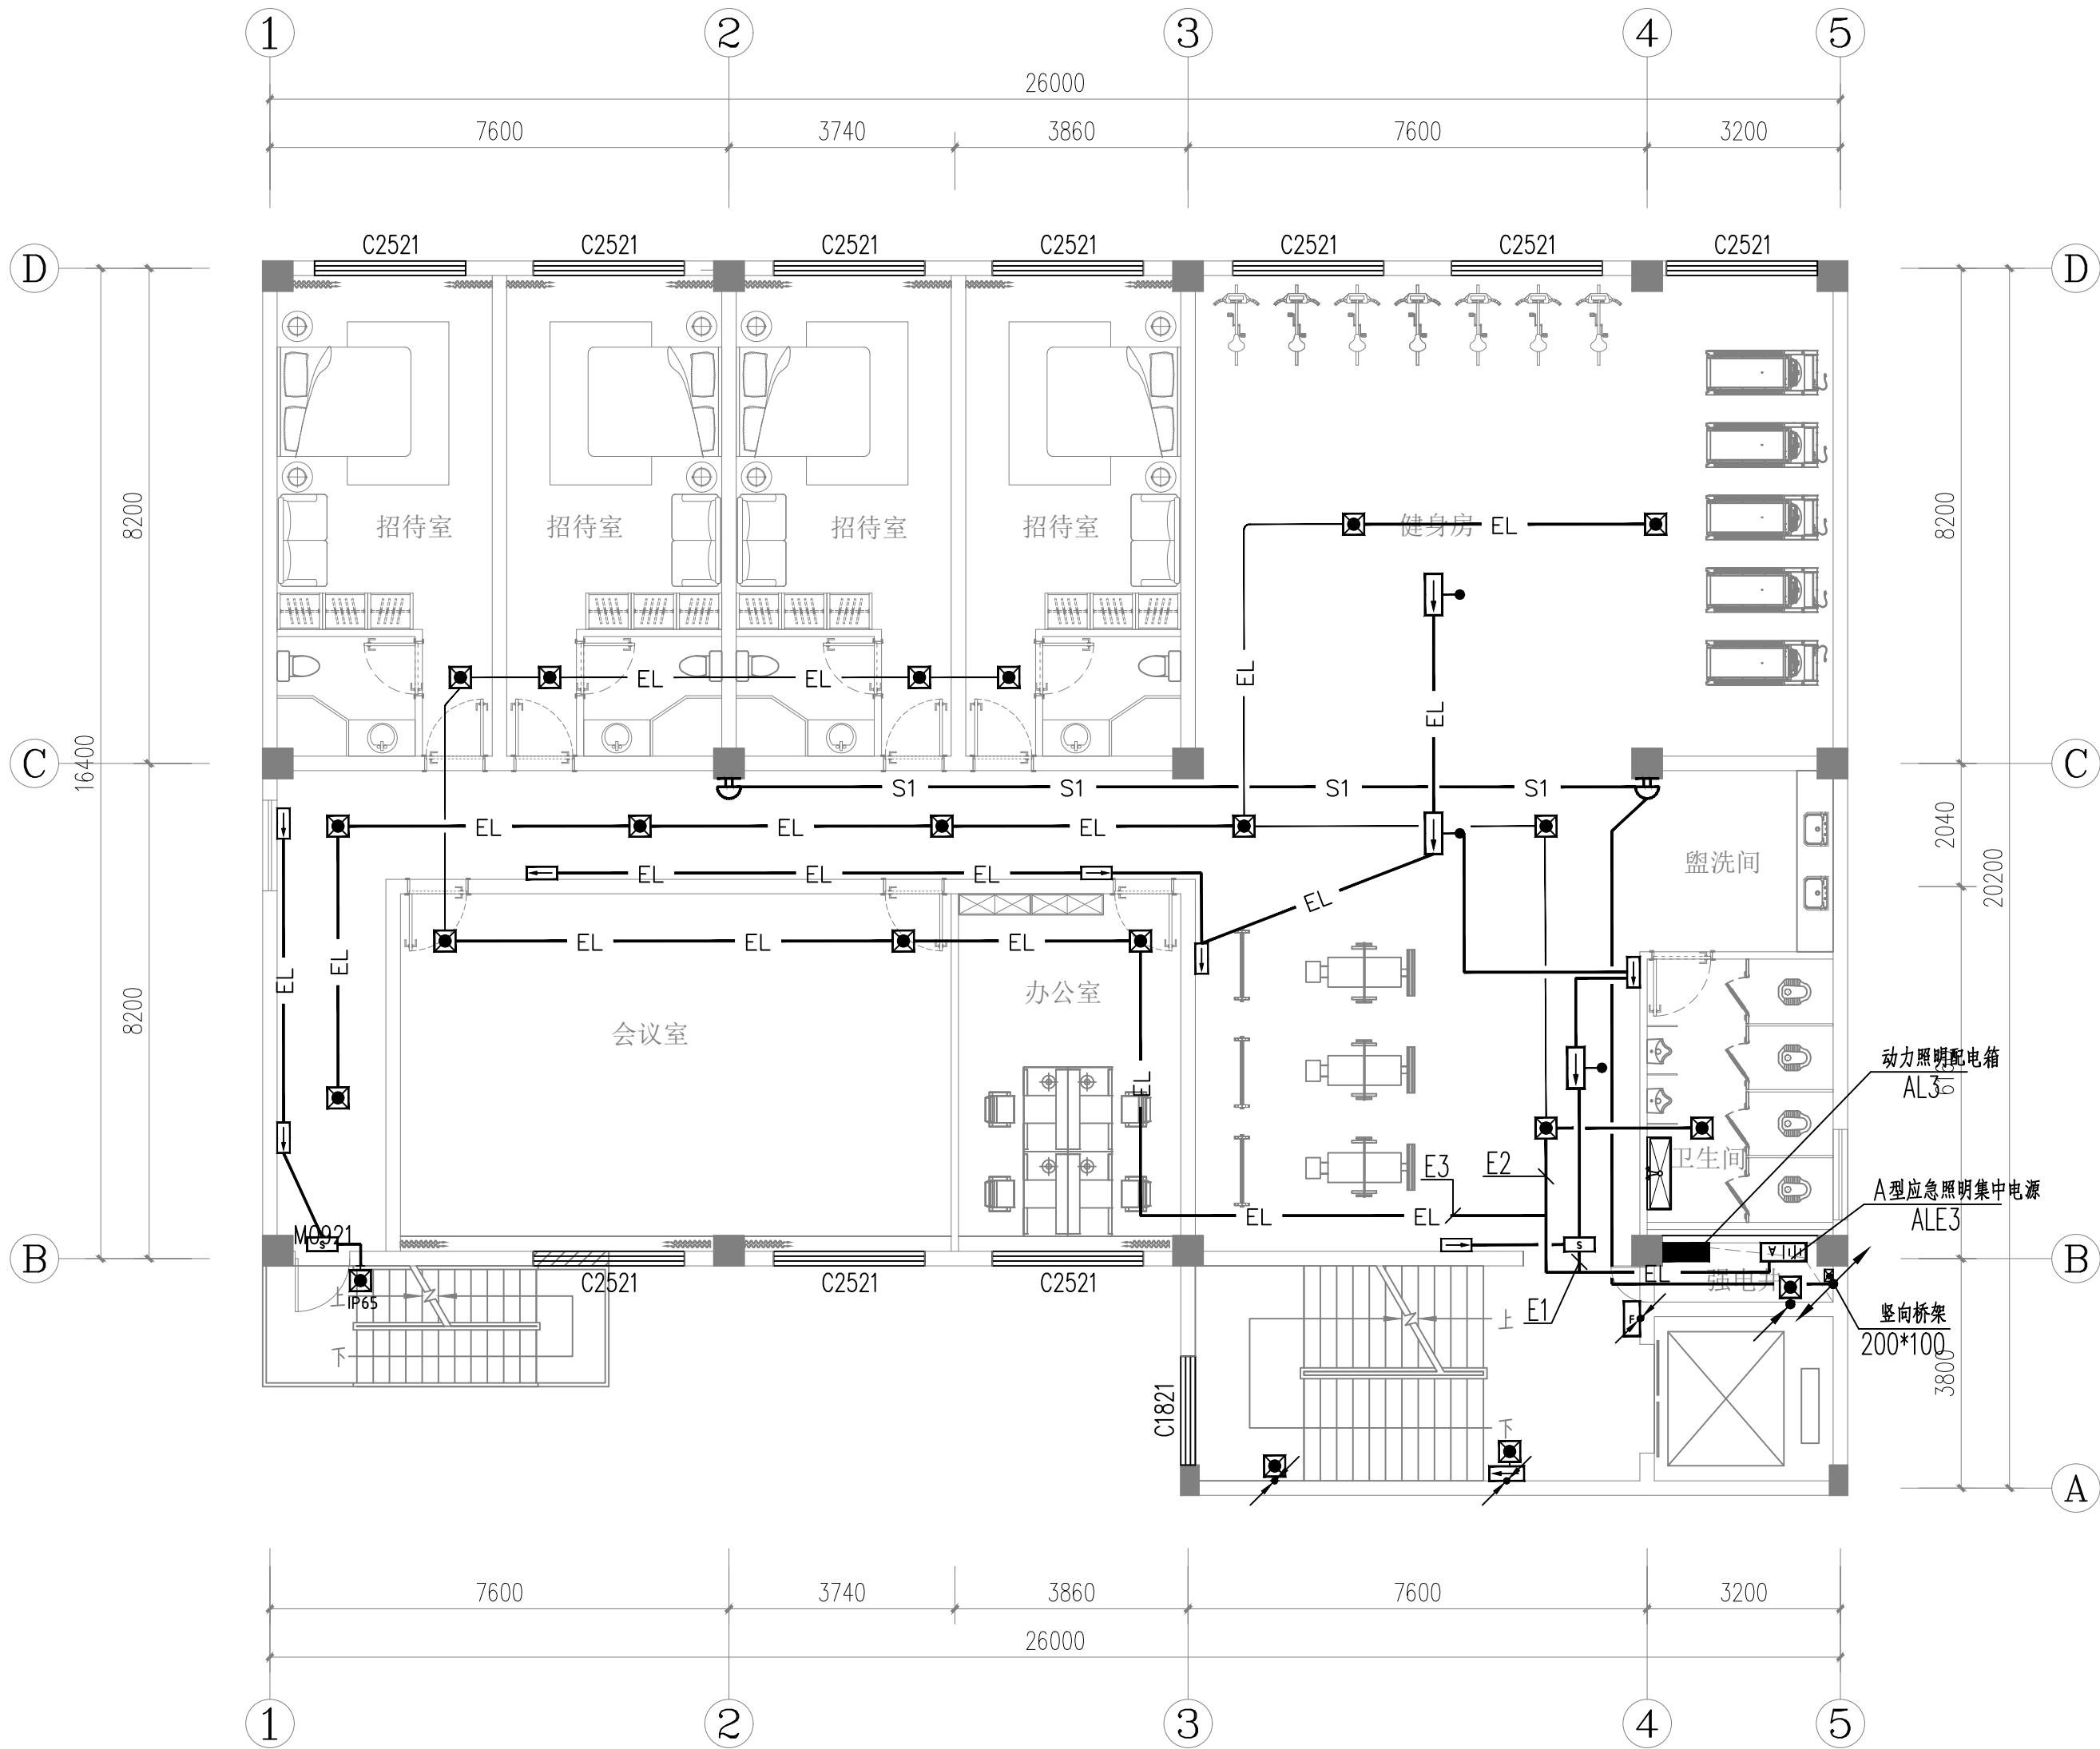 1 2 3 4 5
26000
7600 3740 3860 7600 3200
C2521 C2521 C2521 C2521 C2521 C2521 C2521
D D
8200 8200
招待室 招待室 招待室 招待室 健身房 EL
EL EL EL EL
16400
C C
S1 S1 S1 S1
EL EL EL
2040
盥洗间
20200
EL EL EL EL
EL EL EL
EL EL
办公室
8200
会议室
动力照明配电箱
AL3
EL
E3 E2
卫生间
A型应急照明集中电源
ALE3
EL EL
M0921
S S A
B B
C2521 C2521 C2521
EL
强电井
上 IP65
E1 上 F
竖向桥架
200*100
下
3800
C1821
下
A
7600 3740 3860 7600 3200
26000
1 2 3 4 5